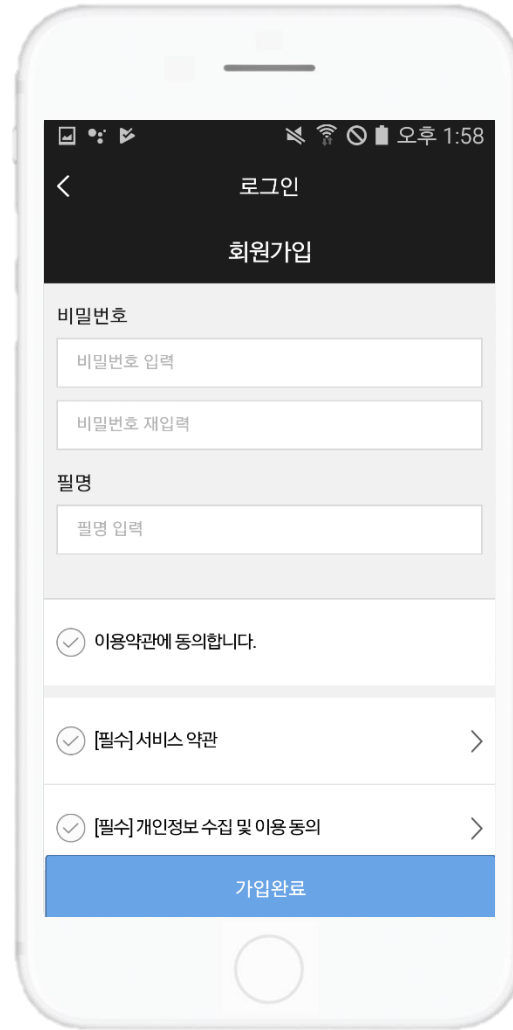 오후 1:58
로그인
회원가입
비밀번호
비밀번호 입력
비밀번호 재입력
필명
필명 입력
이용약관에 동의합니다.
[필수] 서비스 약관
[필수] 개인정보 수집 및 이용 동의
가입완료